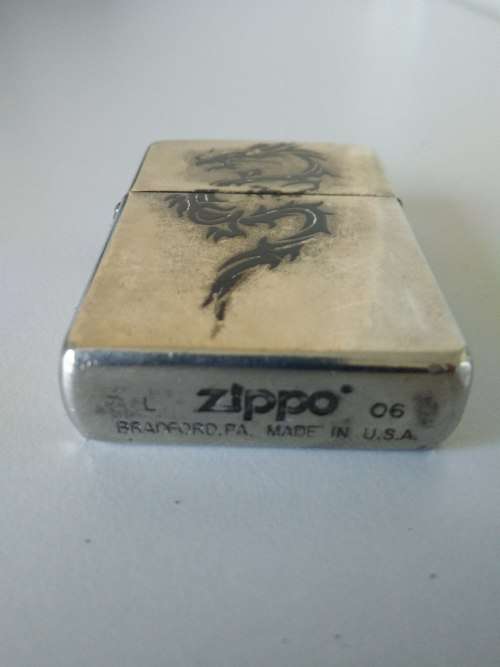 L zippo® 06
BRADFORD, PA. MADE IN U.S.A.